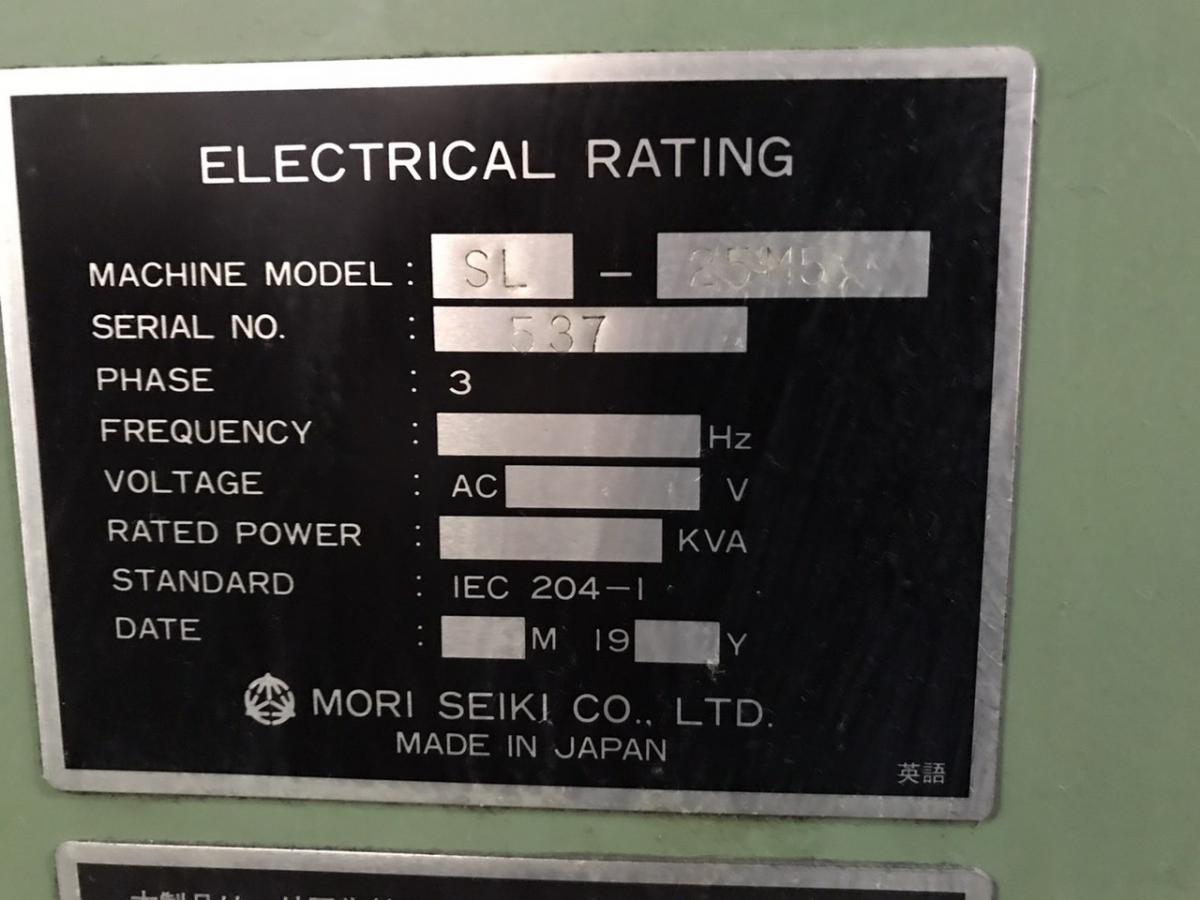 ELECTRICAL RATING
MACHINE MODEL : SL – 25M5X
SERIAL NO. : 537
PHASE : 3
FREQUENCY : Hz
VOLTAGE : AC V
RATED POWER : KVA
STANDARD : IEC 204-1
DATE : M 19 Y
MORI SEIKI CO., LTD.
MADE IN JAPAN
英語